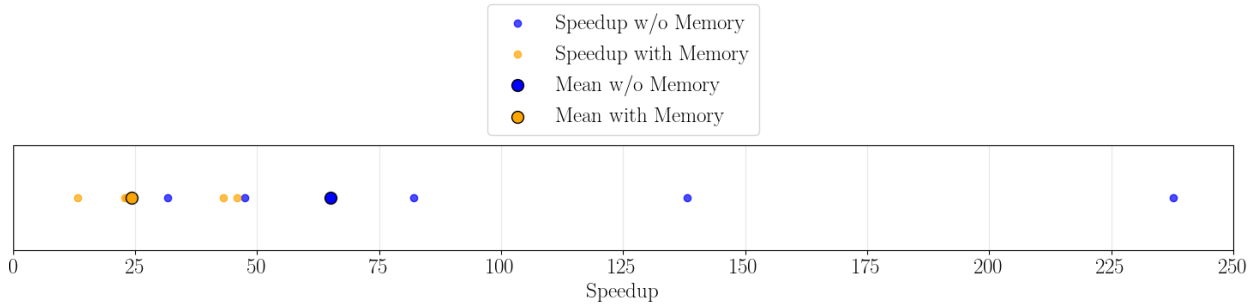 Speedup w/o Memory
Speedup with Memory
Mean w/o Memory
Mean with Memory
0 25 50 75 100 125 150 175 200 225 250
Speedup